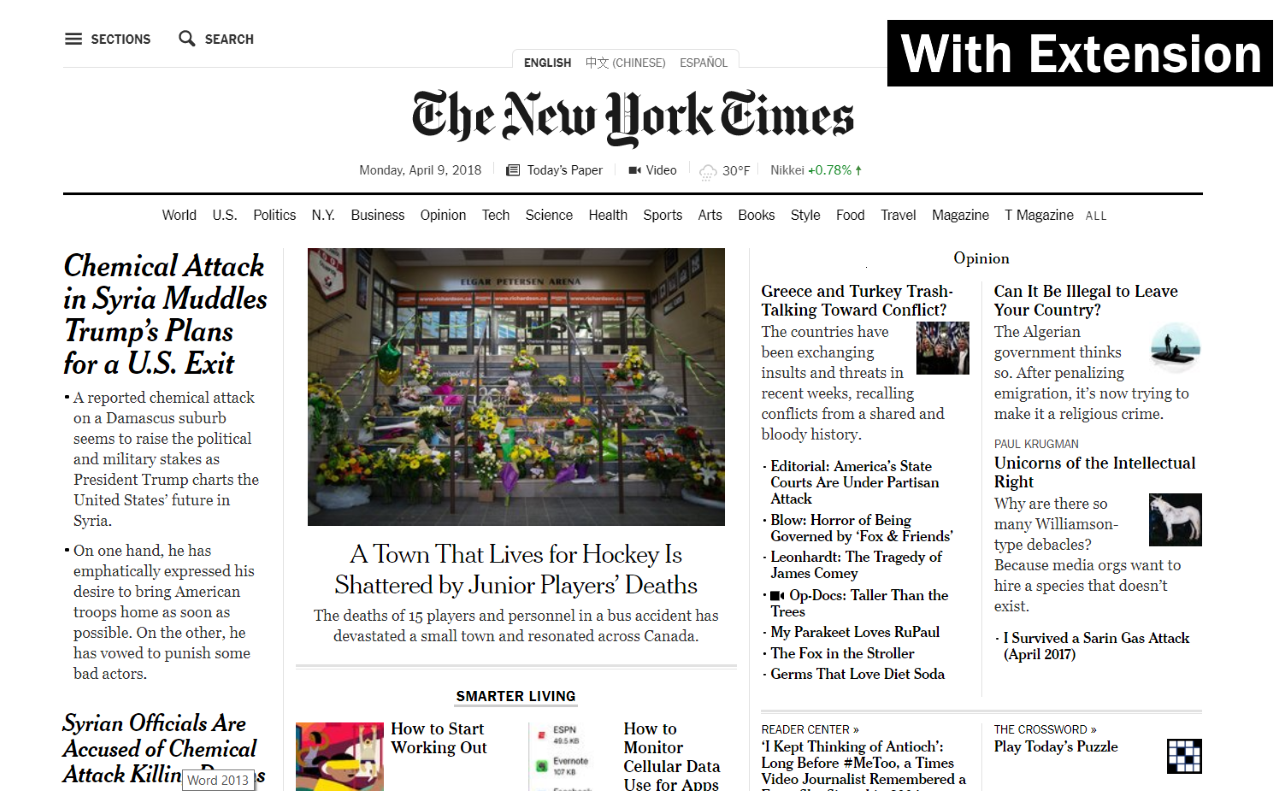 SECTIONS
SEARCH
With Extension
ENGLISH 中文 (CHINESE) ESPAÑOL
The New York Times
Monday, April 9, 2018
Today's Paper
Video
30°F
Nikkei +0.78%
World U.S. Politics N.Y. Business Opinion Tech Science Health Sports Arts Books Style Food Travel Magazine T Magazine ALL
Chemical Attack
in Syria Muddles
Trump's Plans
for a U.S. Exit
• A reported chemical attack
on a Damascus suburb
seems to raise the political
and military stakes as
President Trump charts the
United States' future in
Syria.
• On one hand, he has
emphatically expressed his
desire to bring American
troops home as soon as
possible. On the other, he
has vowed to punish some
bad actors.
Syrian Officials Are
Accused of Chemical
Attack
Word 2013
ELGAR PETERSEN ARENA
A Town That Lives for Hockey Is
Shattered by Junior Players' Deaths
The deaths of 15 players and personnel in a bus accident has
devastated a small town and resonated across Canada.
SMARTER LIVING
How to Start
Working Out
ESPN
49.5 KB
Evernote
107 KB
How to
Monitor
Cellular Data
Use for Apps
Opinion
Greece and Turkey Trash-
Talking Toward Conflict?
The countries have
been exchanging
insults and threats in
recent weeks, recalling
conflicts from a shared and
bloody history.
· Editorial: America's State
Courts Are Under Partisan
Attack
· Blow: Horror of Being
Governed by 'Fox & Friends'
· Leonhardt: The Tragedy of
James Comey
· Op-Docs: Taller Than the
Trees
· My Parakeet Loves RuPaul
· The Fox in the Stroller
· Germs That Love Diet Soda
Can It Be Illegal to Leave
Your Country?
The Algerian
government thinks
so. After penalizing
emigration, it's now trying to
make it a religious crime.
PAUL KRUGMAN
Unicorns of the Intellectual
Right
Why are there so
many Williamson-
type debacles?
Because media orgs want to
hire a species that doesn't
exist.
· I Survived a Sarin Gas Attack
(April 2017)
READER CENTER »
'I Kept Thinking of Antioch':
Long Before #MeToo, a Times
Video Journalist Remembered a
THE CROSSWORD »
Play Today's Puzzle